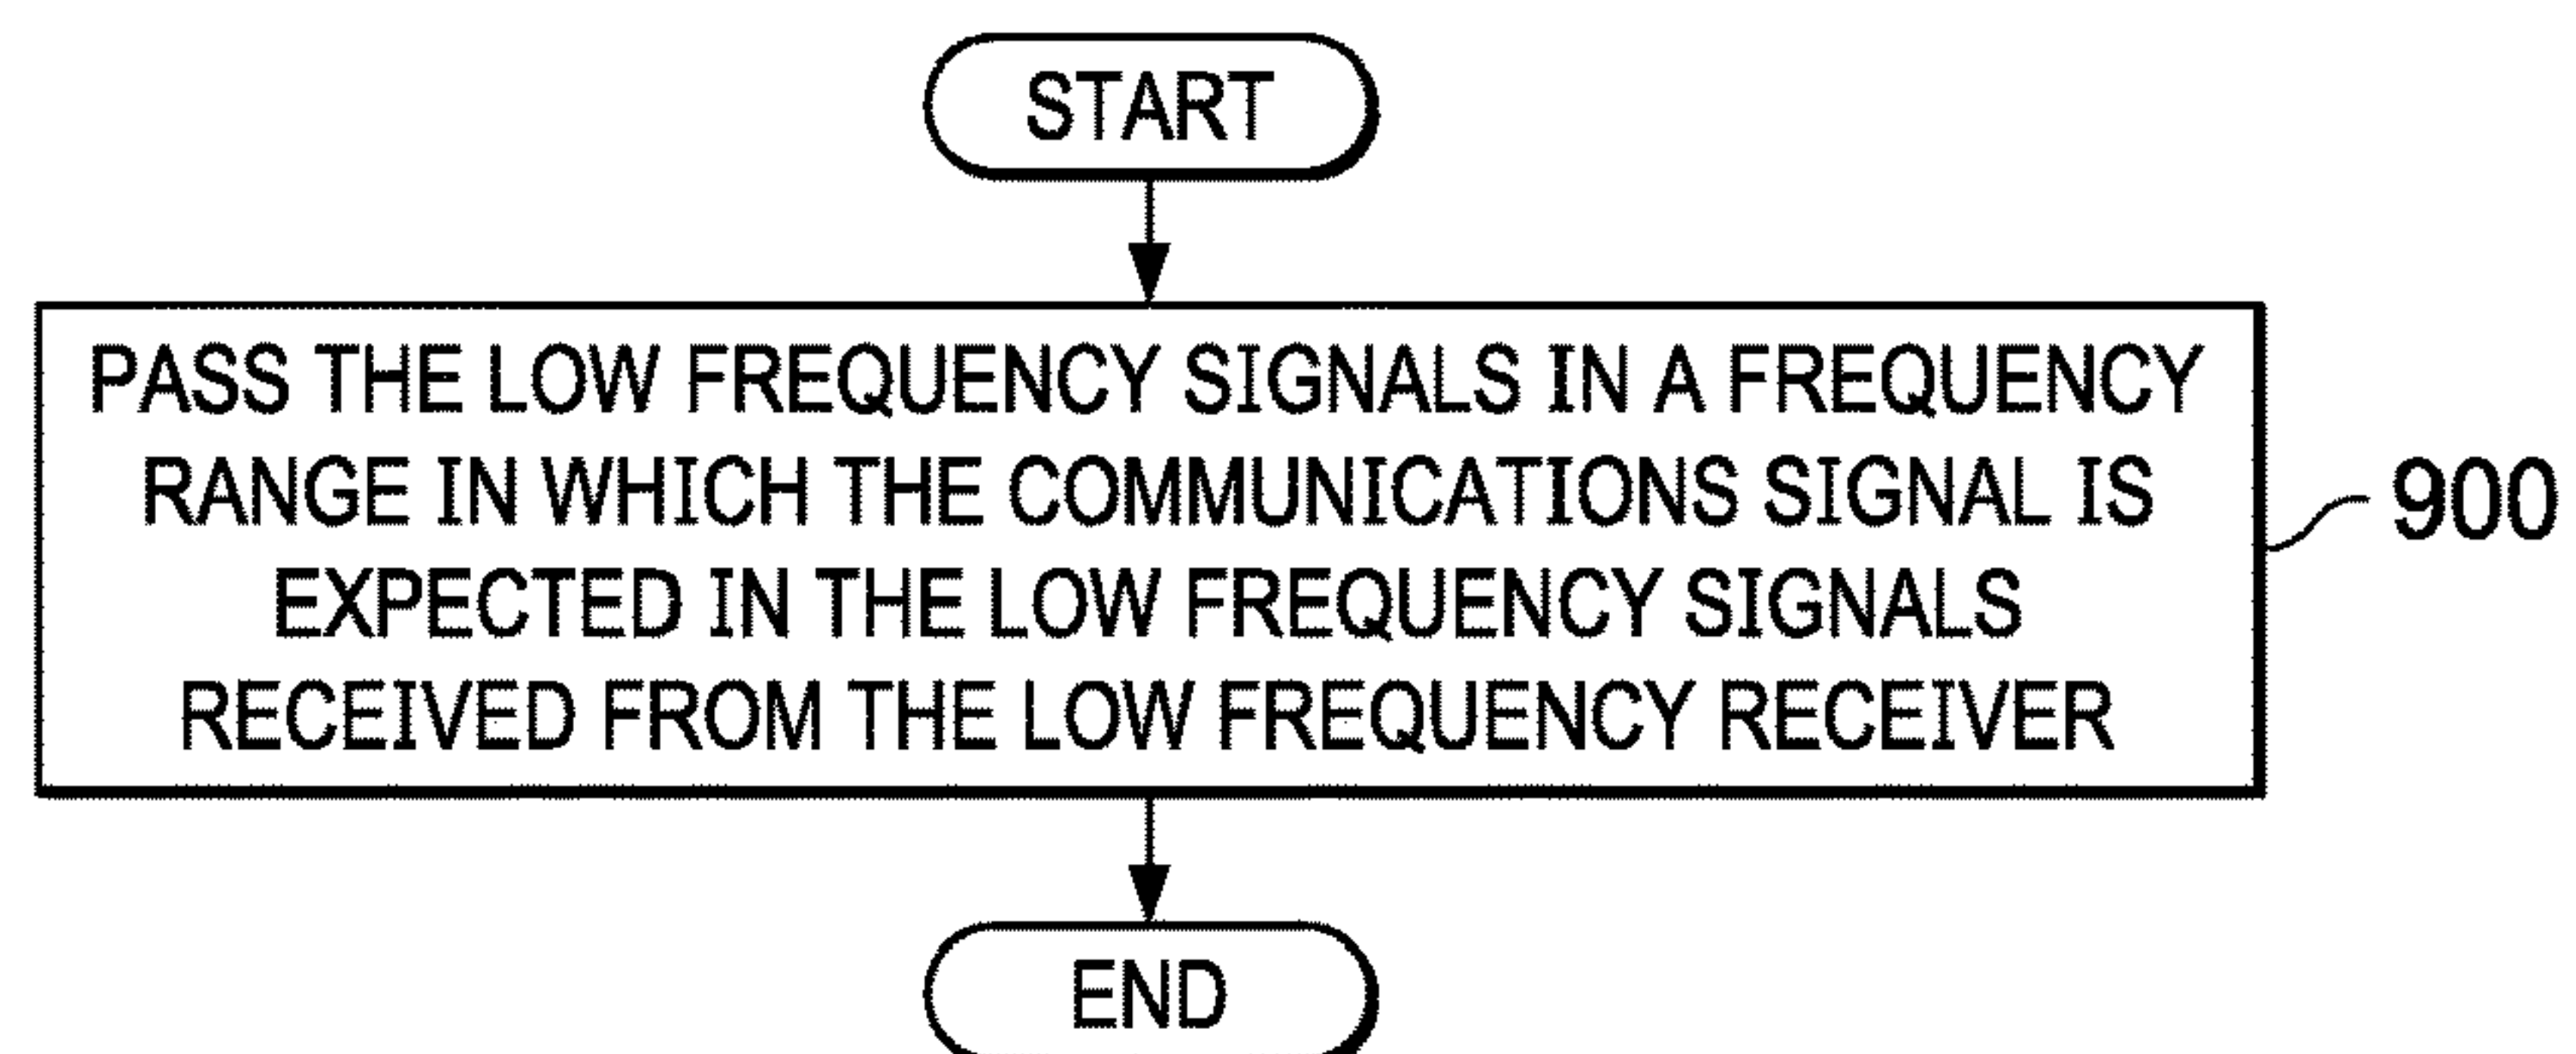 START
PASS THE LOW FREQUENCY SIGNALS IN A FREQUENCY
RANGE IN WHICH THE COMMUNICATIONS SIGNAL IS
EXPECTED IN THE LOW FREQUENCY SIGNALS
RECEIVED FROM THE LOW FREQUENCY RECEIVER
900
END